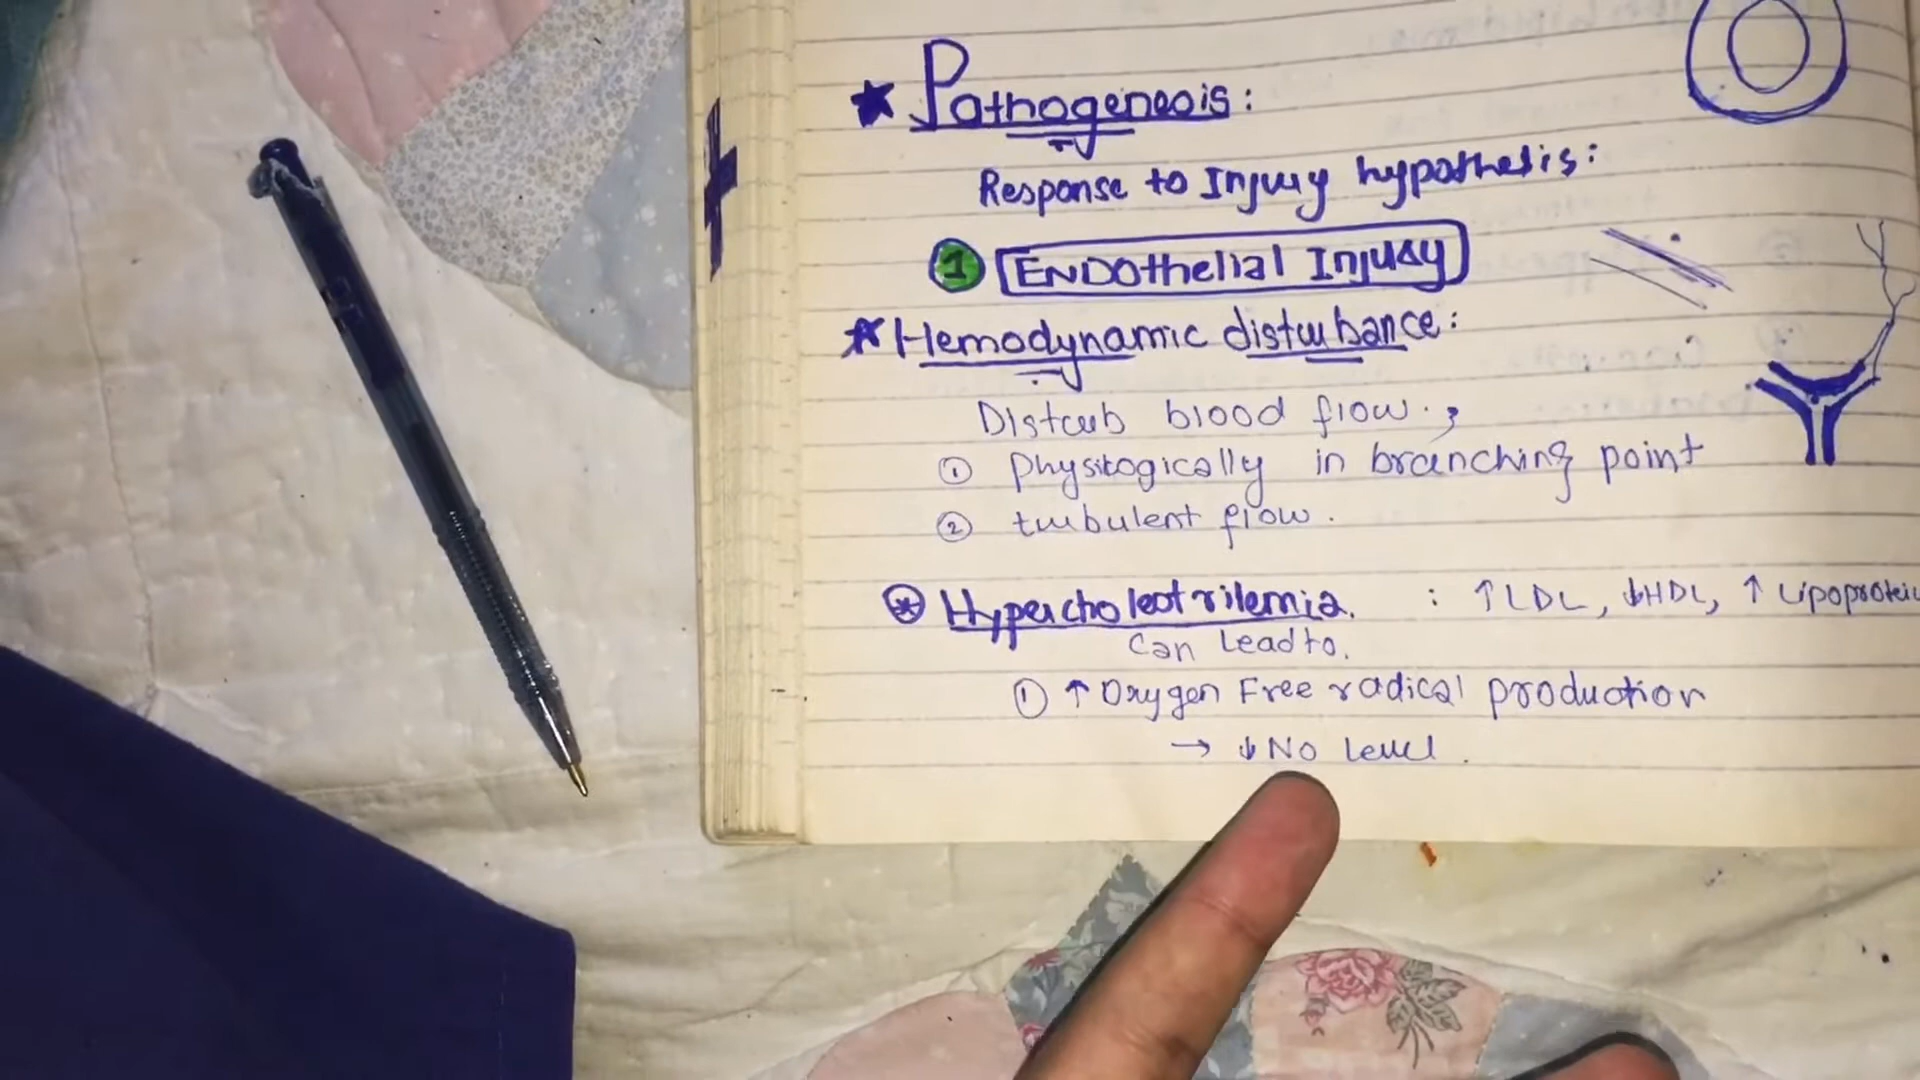 ★ Pathogenesis:
Response to Injury hypothesis:
1 ENDOthelial Injury
★ Hemodynamic disturbance:
Disturb blood flow.,
① Physiologically in branching point
② turbulent flow.
⊛ Hypercholeotrilemia. : ↑LDL, ↓HDL, ↑ Lipoprotein
Can Lead to.
① ↑ Oxygen Free radical production
→ ↓ No Level.